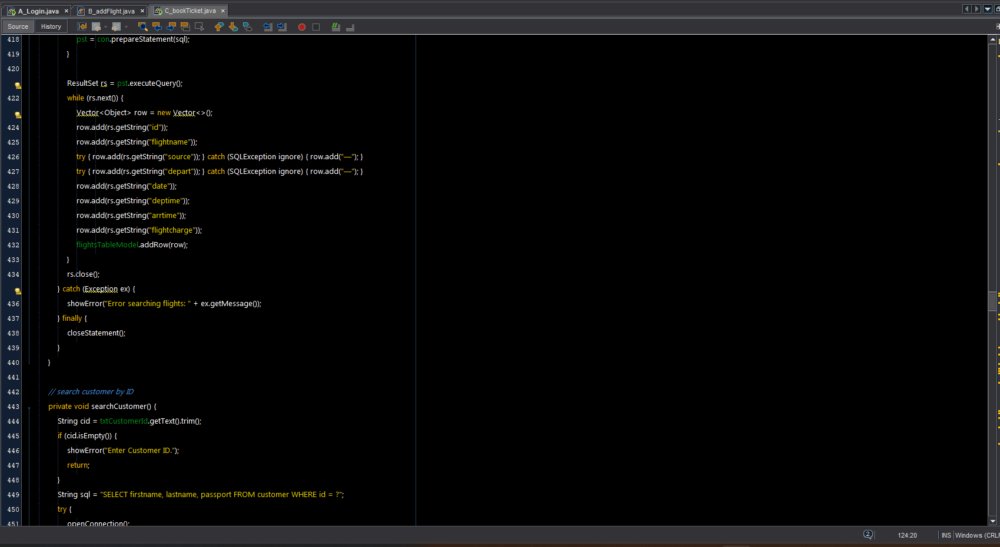 A_Login.java × B_addFlight.java × C_bookTicket.java ×
Source History
418 pst = con.prepareStatement(sql);
419 }
420
ResultSet rs = pst.executeQuery();
422 while (rs.next()) {
Vector<Object> row = new Vector<>();
424 row.add(rs.getString("id"));
425 row.add(rs.getString("flightname"));
426 try { row.add(rs.getString("source")); } catch (SQLException ignore) { row.add("—"); }
427 try { row.add(rs.getString("depart")); } catch (SQLException ignore) { row.add("—"); }
428 row.add(rs.getString("date"));
429 row.add(rs.getString("deptime"));
430 row.add(rs.getString("arrtime"));
431 row.add(rs.getString("flightcharge"));
432 flightsTableModel.addRow(row);
433 }
434 rs.close();
} catch (Exception ex) {
436 showError("Error searching flights: " + ex.getMessage());
437 } finally {
438 closeStatement();
439 }
440 }
441
442 // search customer by ID
443 private void searchCustomer() {
444 String cid = txtCustomerId.getText().trim();
445 if (cid.isEmpty()) {
446 showError("Enter Customer ID.");
447 return;
448 }
449 String sql = "SELECT firstname, lastname, passport FROM customer WHERE id = ?";
450 try {
451 openConnection();
2 124:20 INS Windows (CRLF